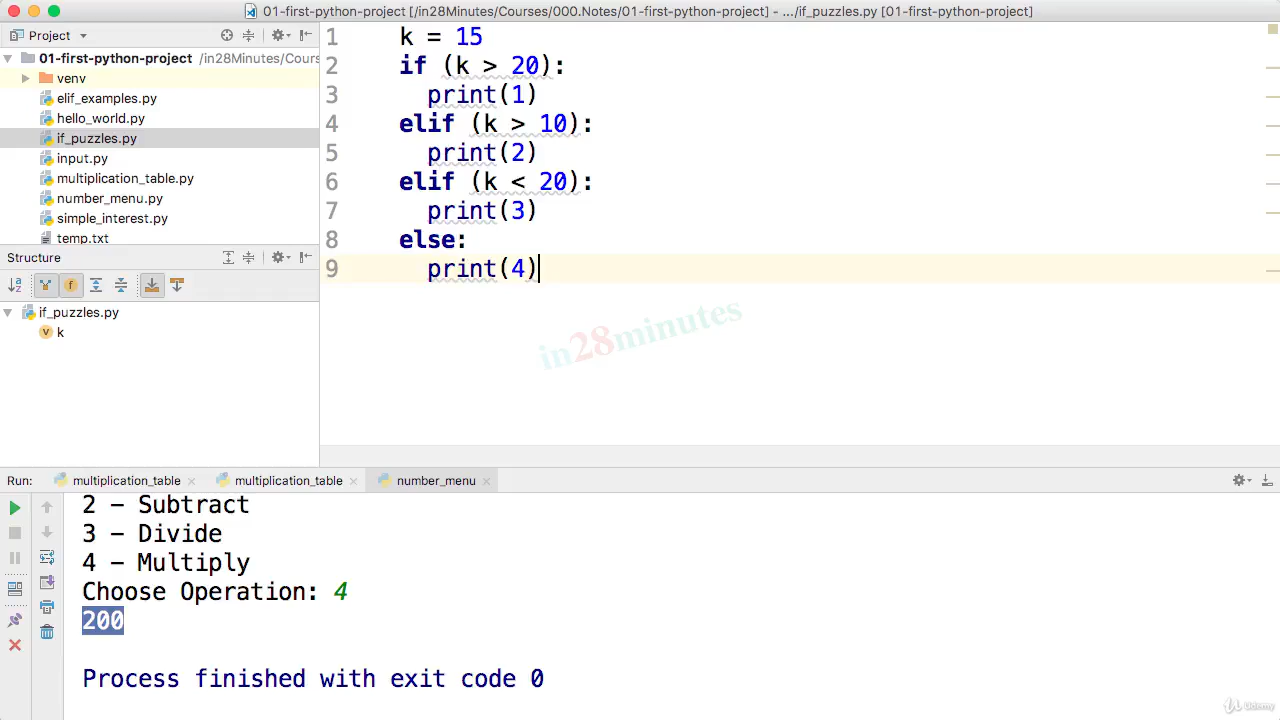 01-first-python-project [/in28Minutes/Courses/000.Notes/01-first-python-project] - .../if_puzzles.py [01-first-python-project]
Project
01-first-python-project /in28Minutes/Cours
venv
elif_examples.py
hello_world.py
if_puzzles.py
input.py
multiplication_table.py
number_menu.py
simple_interest.py
temp.txt
1 k = 15
2 if (k > 20):
3 print(1)
4 elif (k > 10):
5 print(2)
6 elif (k < 20):
7 print(3)
8 else:
9 print(4)
Structure
if_puzzles.py
v k
in28minutes
Run: multiplication_table multiplication_table number_menu
2 - Subtract
3 - Divide
4 - Multiply
Choose Operation: 4
200
Process finished with exit code 0
Udemy